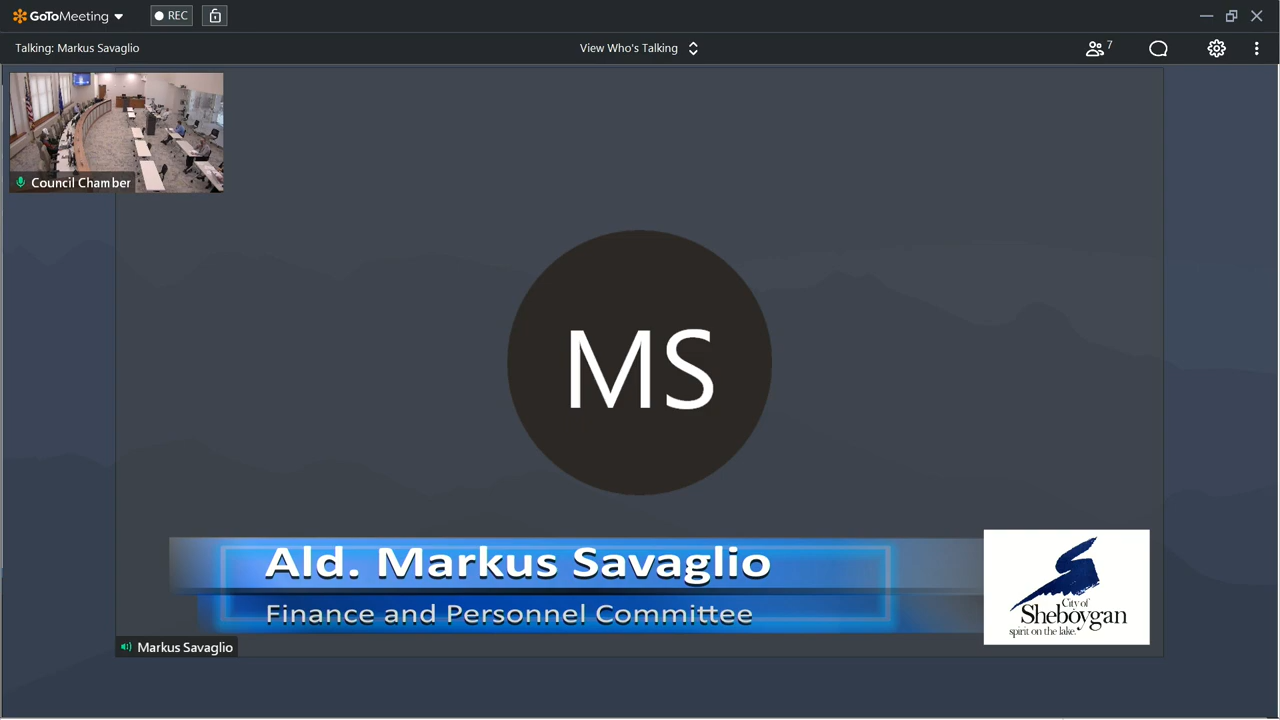 GoToMeeting
REC
Talking: Markus Savaglio
View Who's Talking
7
Council Chamber
MS
Ald. Markus Savaglio
Finance and Personnel Committee
City of
Sheboygan
spirit on the lake.
Markus Savaglio